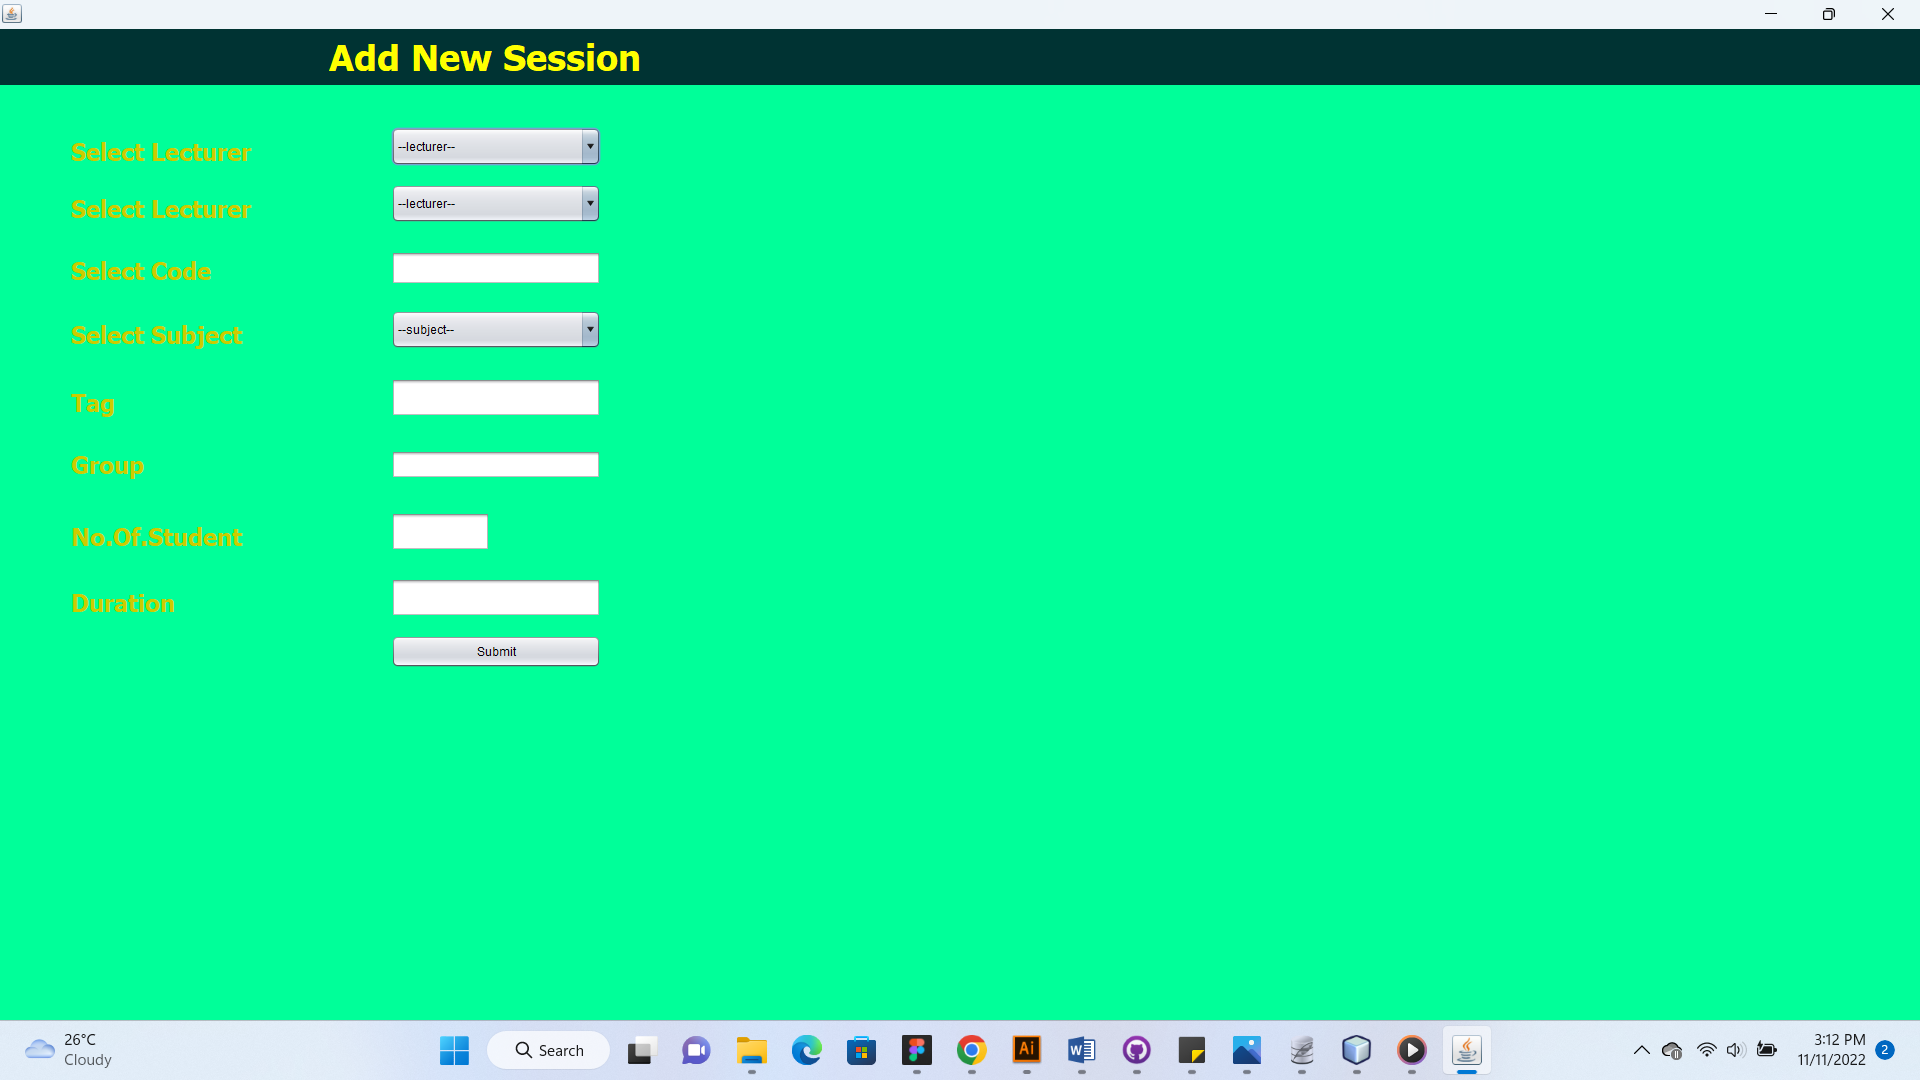 Add New Session
Select Lecturer
--lecturer--
Select Lecturer
--lecturer--
Select Code
Select Subject
--subject--
Tag
Group
No.Of.Student
Duration
Submit
26°C
Cloudy
Search
Ai
W
3:12 PM
11/11/2022
2